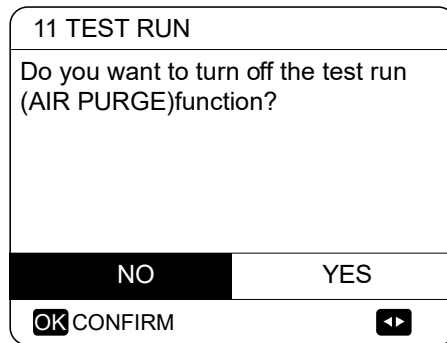 11 TEST RUN
Do you want to turn off the test run
(AIR PURGE)function?
NO YES
OK CONFIRM